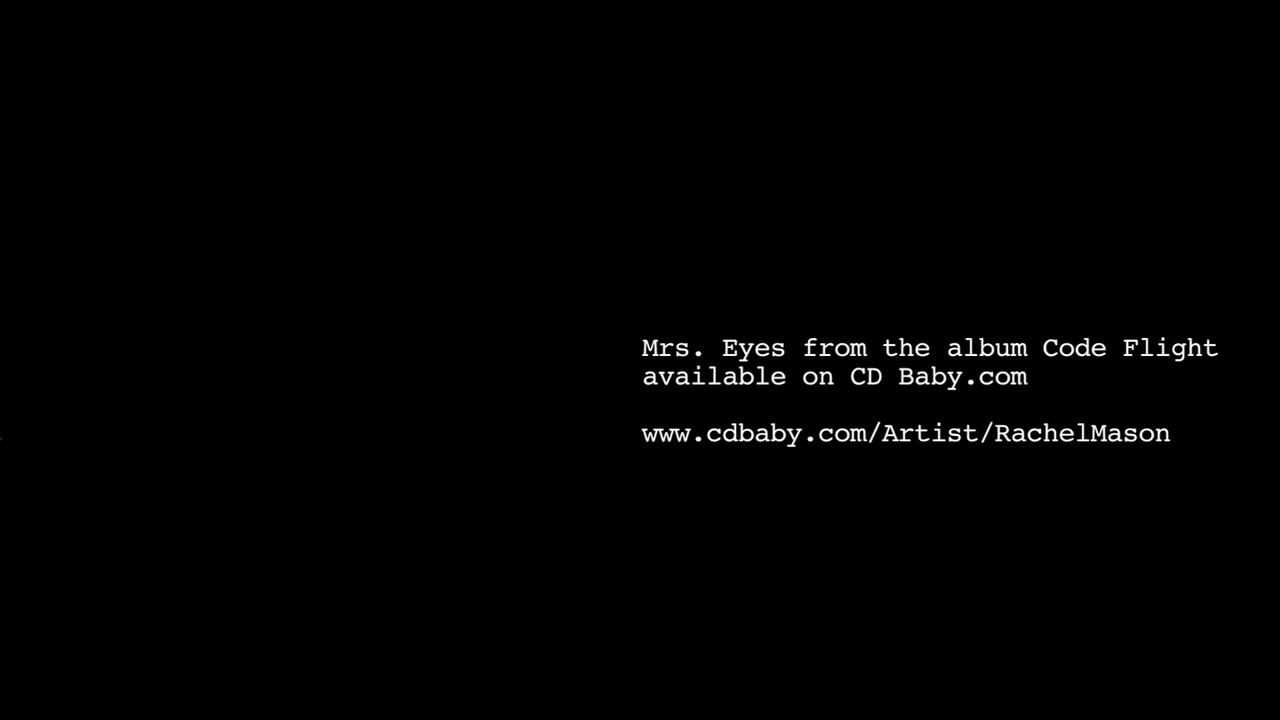 Mrs. Eyes from the album Code Flight
available on CD Baby.com
www.cdbaby.com/Artist/RachelMason